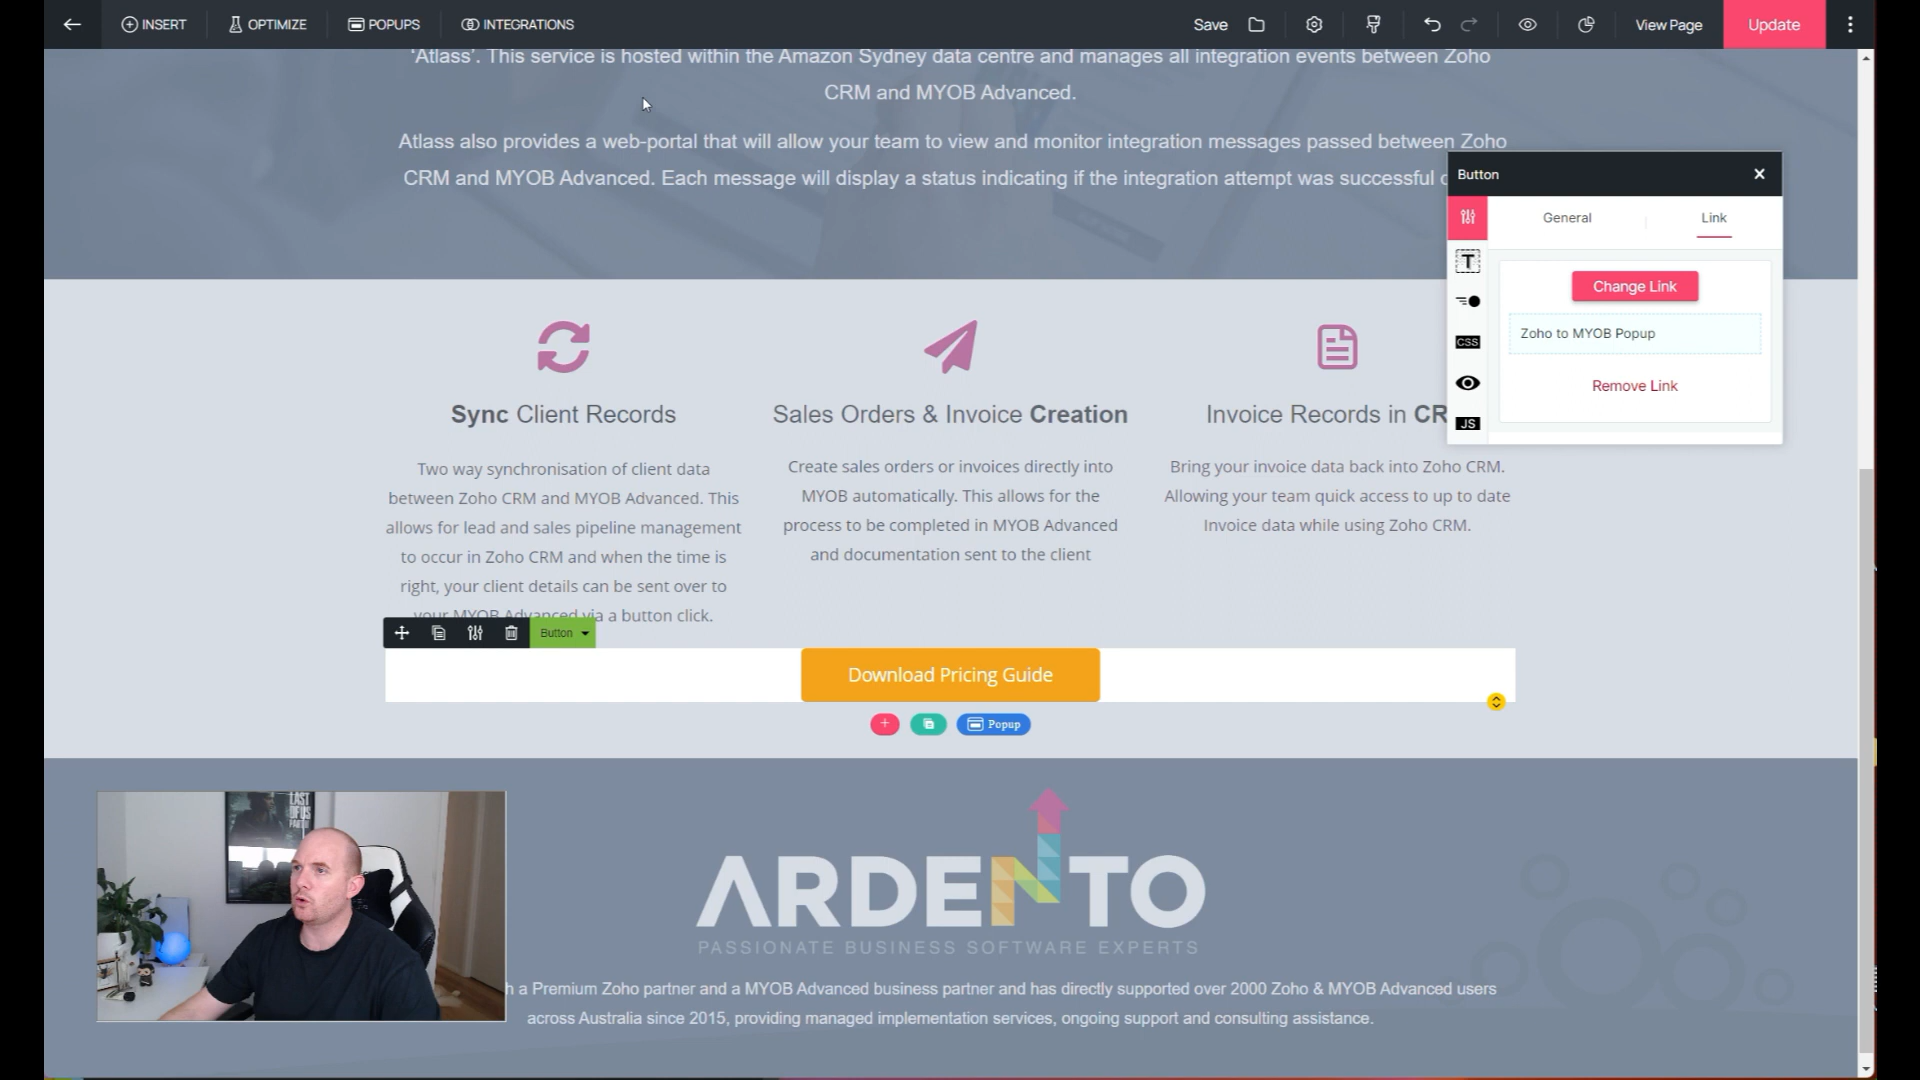 INSERT
OPTIMIZE
POPUPS
INTEGRATIONS
Save
View Page
Update
'Atlass'. This service is hosted within the Amazon Sydney data centre and manages all integration events between Zoho
CRM and MYOB Advanced.
Atlass also provides a web-portal that will allow your team to view and monitor integration messages passed between Zoho
CRM and MYOB Advanced. Each message will display a status indicating if the integration attempt was successful
Button
General
Link
Change Link
Zoho to MYOB Popup
Remove Link
T
CSS
JS
Sync Client Records
Two way synchronisation of client data
between Zoho CRM and MYOB Advanced. This
allows for lead and sales pipeline management
to occur in Zoho CRM and when the time is
right, your client details can be sent over to
your MYOB Advanced via a button click.
Sales Orders & Invoice Creation
Create sales orders or invoices directly into
MYOB automatically. This allows for the
process to be completed in MYOB Advanced
and documentation sent to the client
Invoice Records in CR
Bring your invoice data back into Zoho CRM.
Allowing your team quick access to up to date
Invoice data while using Zoho CRM.
Button
Download Pricing Guide
Popup
LAST
OF US
PART II
ARDENTO
PASSIONATE BUSINESS SOFTWARE EXPERTS
h a Premium Zoho partner and a MYOB Advanced business partner and has directly supported over 2000 Zoho & MYOB Advanced users
across Australia since 2015, providing managed implementation services, ongoing support and consulting assistance.